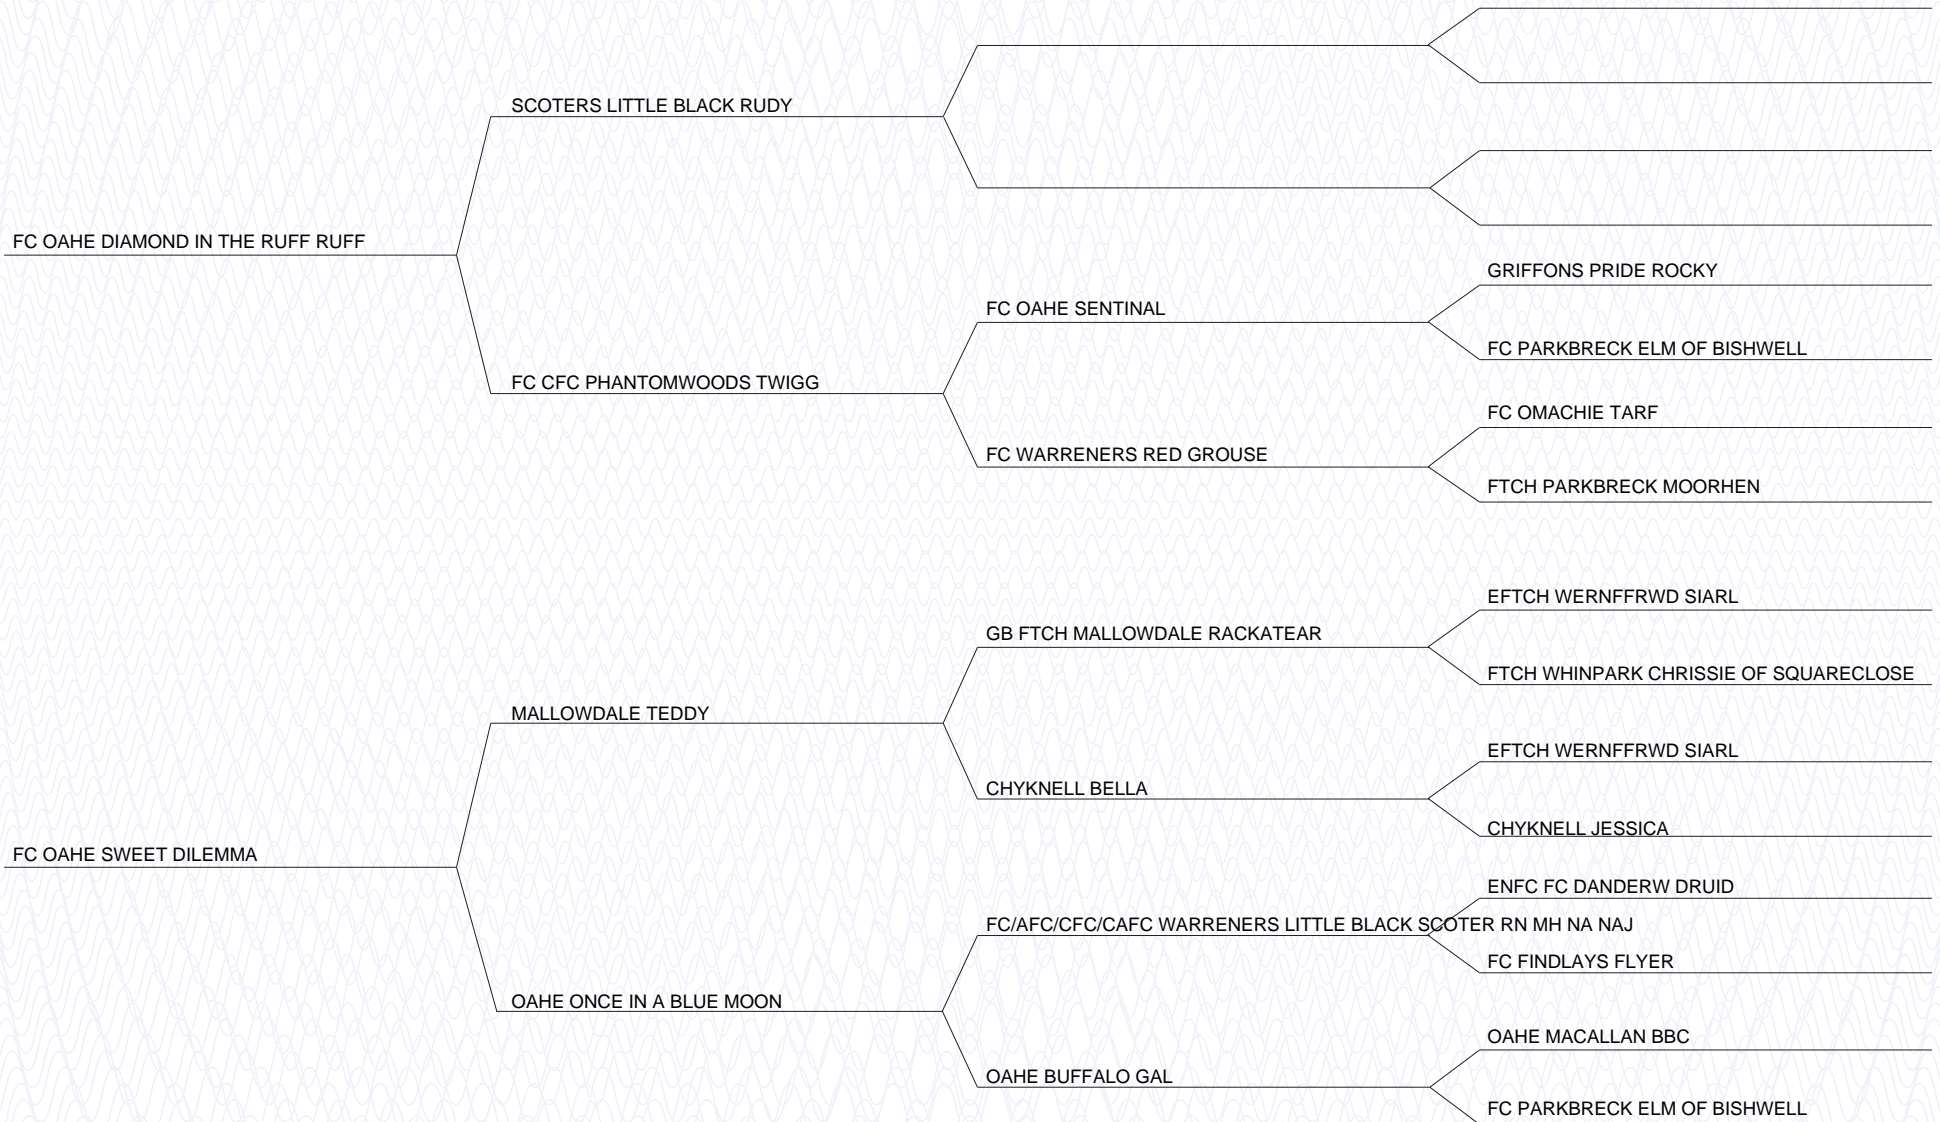 SCOTERS LITTLE BLACK RUDY
FC OAHE DIAMOND IN THE RUFF RUFF
GRIFFONS PRIDE ROCKY
FC OAHE SENTINAL
FC PARKBRECK ELM OF BISHWELL
FC CFC PHANTOMWOODS TWIGG
FC OMACHIE TARF
FC WARRENERS RED GROUSE
FTCH PARKBRECK MOORHEN
EFTCH WERNFFRWD SIARL
GB FTCH MALLOWDALE RACKATEAR
FTCH WHINPARK CHRISSIE OF SQUARECLOSE
MALLOWDALE TEDDY
EFTCH WERNFFRWD SIARL
CHYKNELL BELLA
CHYKNELL JESSICA
FC OAHE SWEET DILEMMA
ENFC FC DANDERW DRUID
FC/AFC/CFC/CAFC WARRENERS LITTLE BLACK SCOTER RN MH NA NAJ
FC FINDLAYS FLYER
OAHE ONCE IN A BLUE MOON
OAHE MACALLAN BBC
OAHE BUFFALO GAL
FC PARKBRECK ELM OF BISHWELL